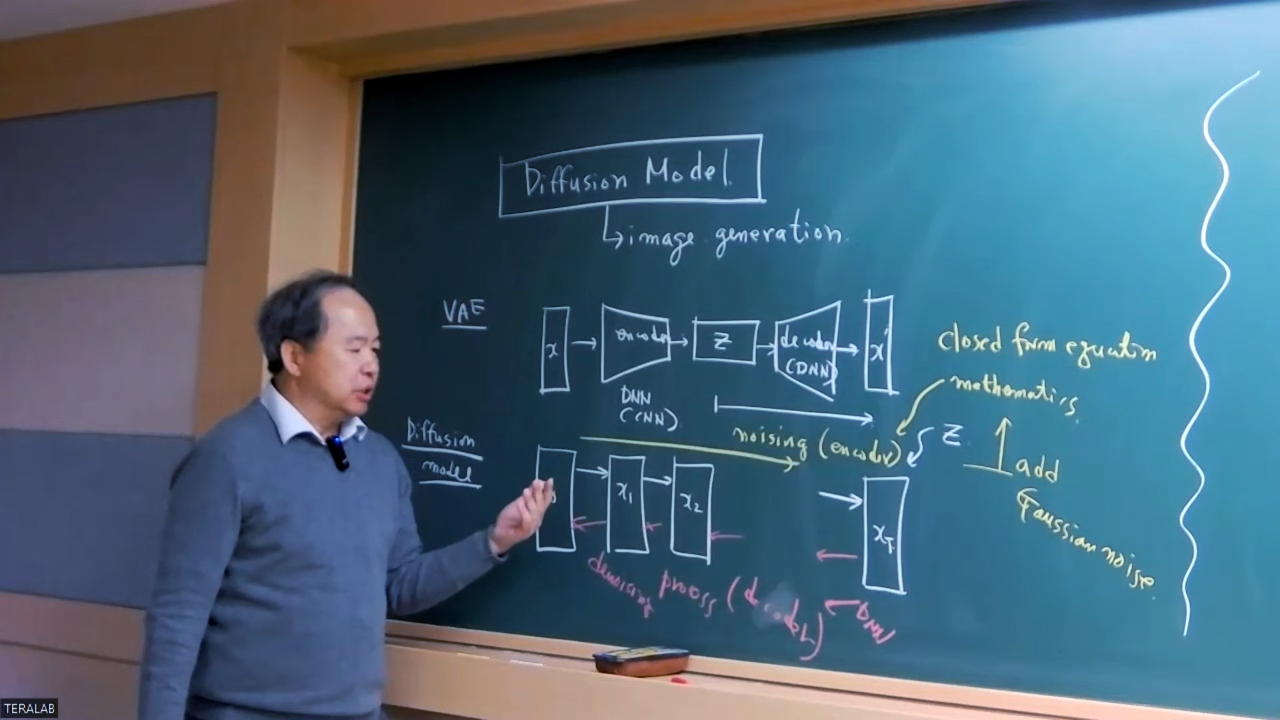 Diffusion Model.
image generation
VAE
x
encoder
z
decoder
(DNN)
x'
DNN
(CNN)
closed form equation
mathematics
Diffusion
model
noising (encoder)
z
add
Gaussian noise
x1
x2
xT
denoising process (decoder)
DNN
TERALAB